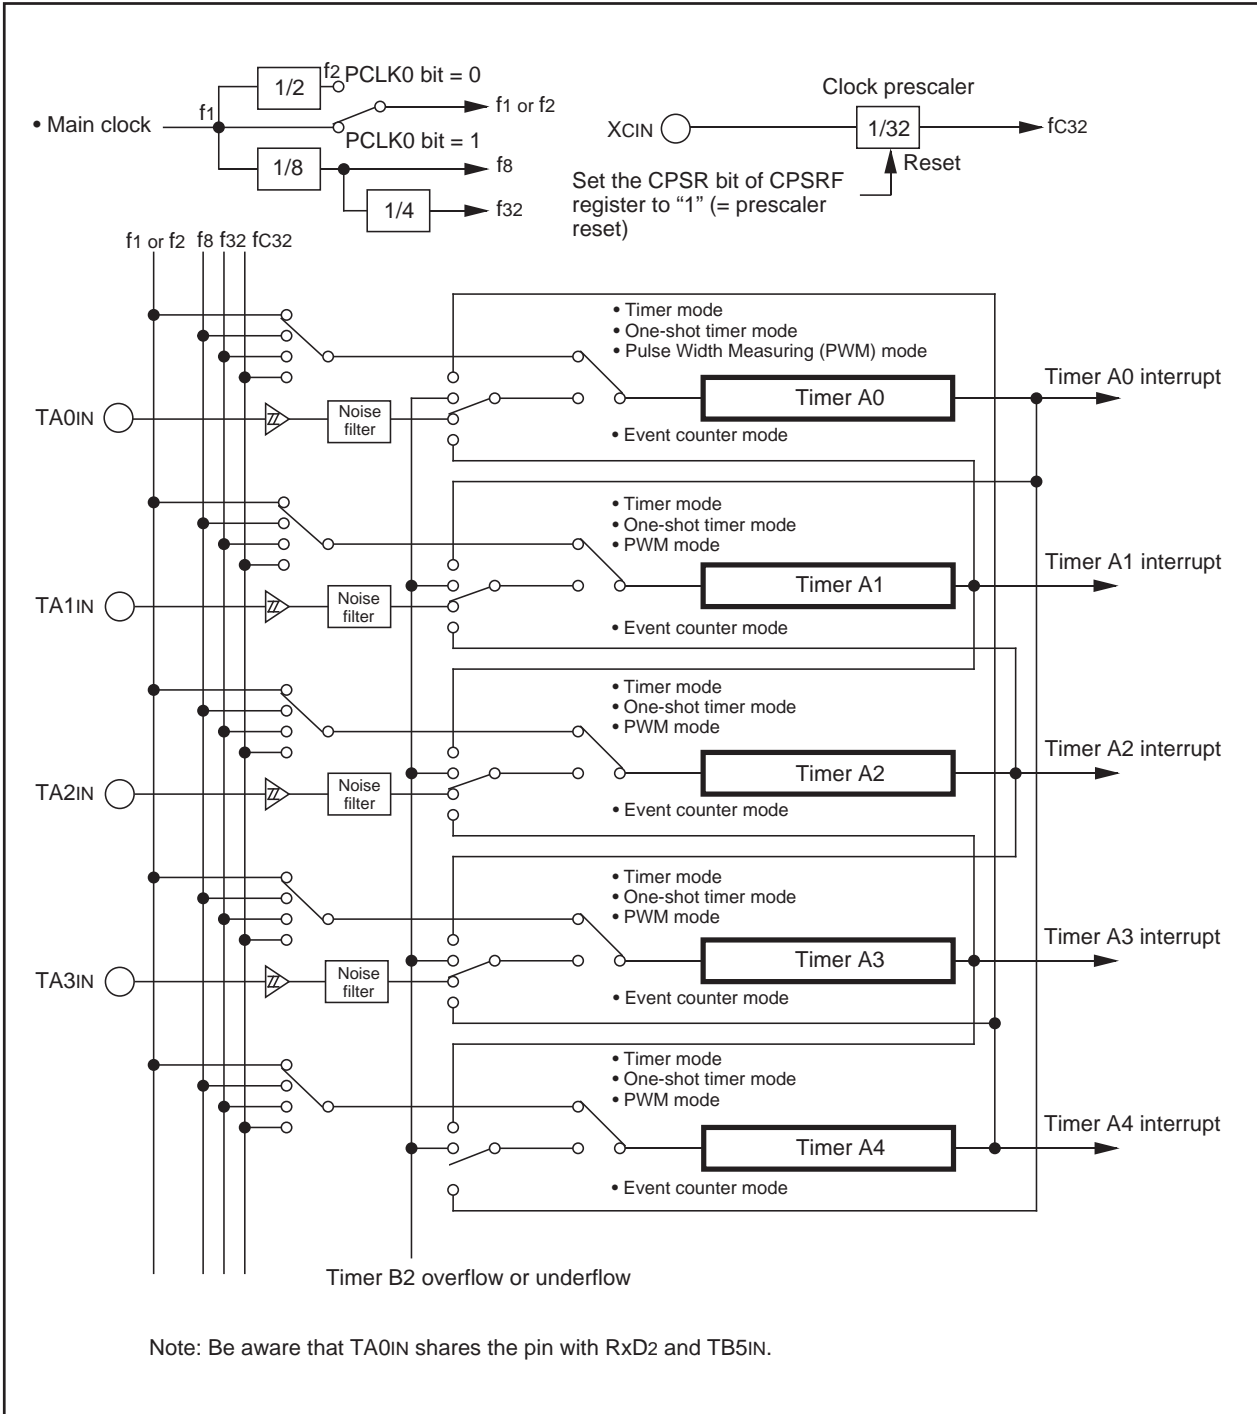 f2 PCLK0 bit = 0
1/2
Clock prescaler
f1
f1 or f2
• Main clock
XCIN
1/32
fC32
PCLK0 bit = 1
1/8
f8
Reset
Set the CPSR bit of CPSRF
register to “1” (= prescaler
reset)
1/4
f32
f1 or f2 f8 f32 fC32
• Timer mode
• One-shot timer mode
• Pulse Width Measuring (PWM) mode
Timer A0 interrupt
Timer A0
TA0IN
Noise
filter
• Event counter mode
• Timer mode
• One-shot timer mode
• PWM mode
Timer A1 interrupt
Timer A1
TA1IN
Noise
filter
• Event counter mode
• Timer mode
• One-shot timer mode
• PWM mode
Timer A2 interrupt
Timer A2
TA2IN
Noise
filter
• Event counter mode
• Timer mode
• One-shot timer mode
• PWM mode
Timer A3 interrupt
Timer A3
TA3IN
Noise
filter
• Event counter mode
• Timer mode
• One-shot timer mode
• PWM mode
Timer A4 interrupt
Timer A4
• Event counter mode
Timer B2 overflow or underflow
Note: Be aware that TA0IN shares the pin with RxD2 and TB5IN.